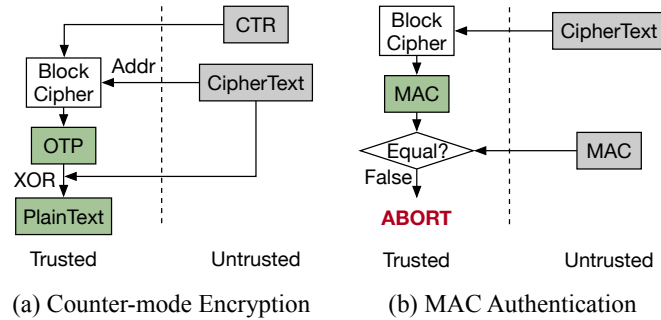 CTR
Block
Cipher
Addr
CipherText
OTP
XOR
PlainText
Trusted
Untrusted
(a) Counter-mode Encryption
Block
Cipher
CipherText
MAC
Equal?
MAC
False
ABORT
Trusted
Untrusted
(b) MAC Authentication